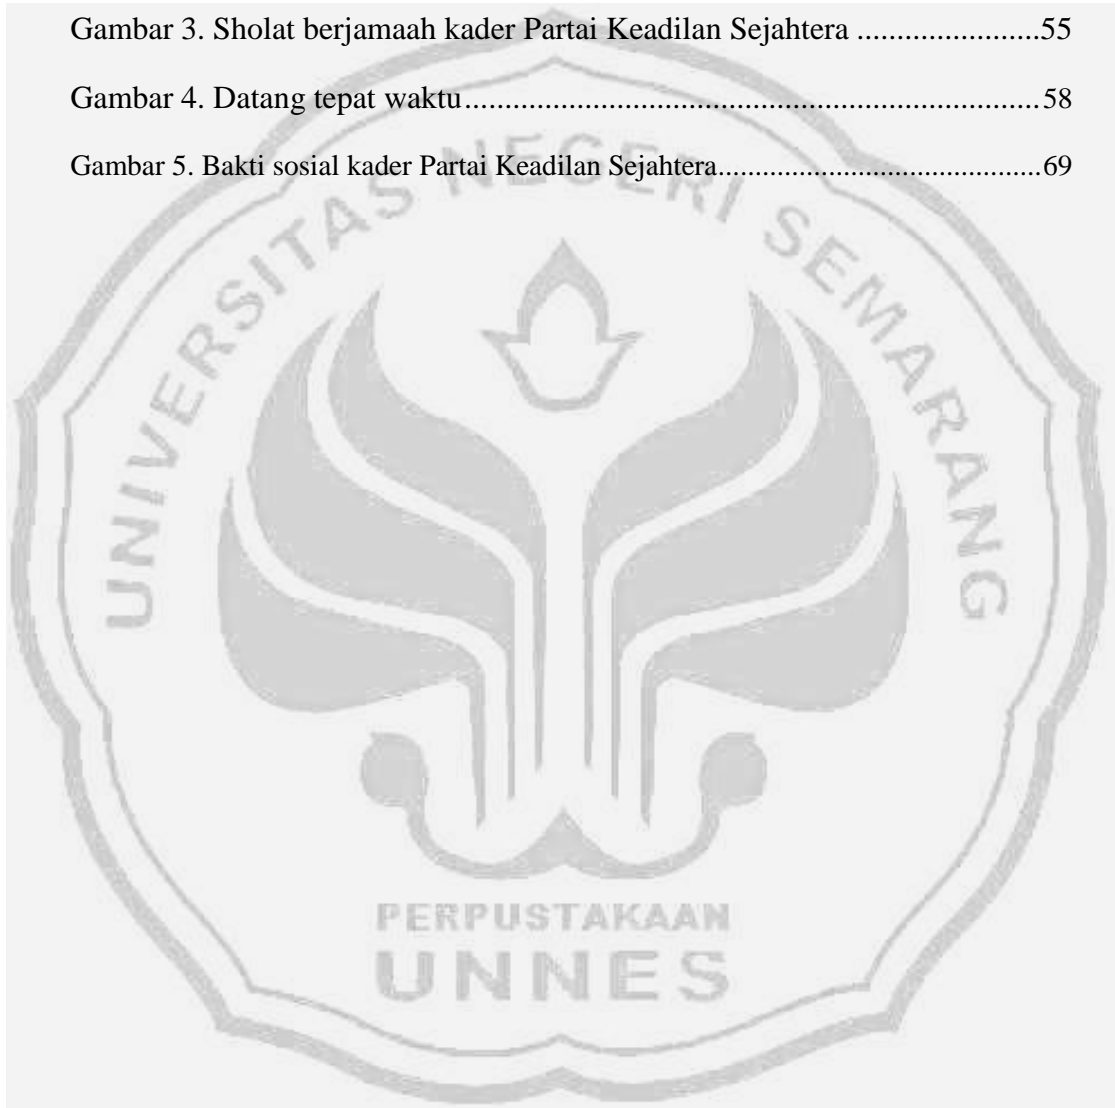 Gambar 3. Sholat berjamaah kader Partai Keadilan Sejahtera .......................55
Gambar 4. Datang tepat waktu........................................................................58
Gambar 5. Bakti sosial kader Partai Keadilan Sejahtera.........................................69
UNIVERSITAS NEGERI SEMARANG
PERPUSTAKAAN
UNNES